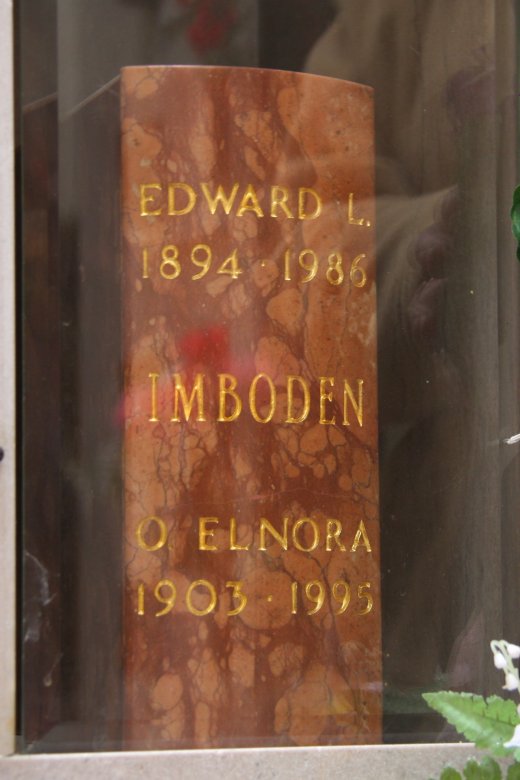 EDWARD L.
1894 · 1986
IMBODEN
O ELNORA
1903 · 1995